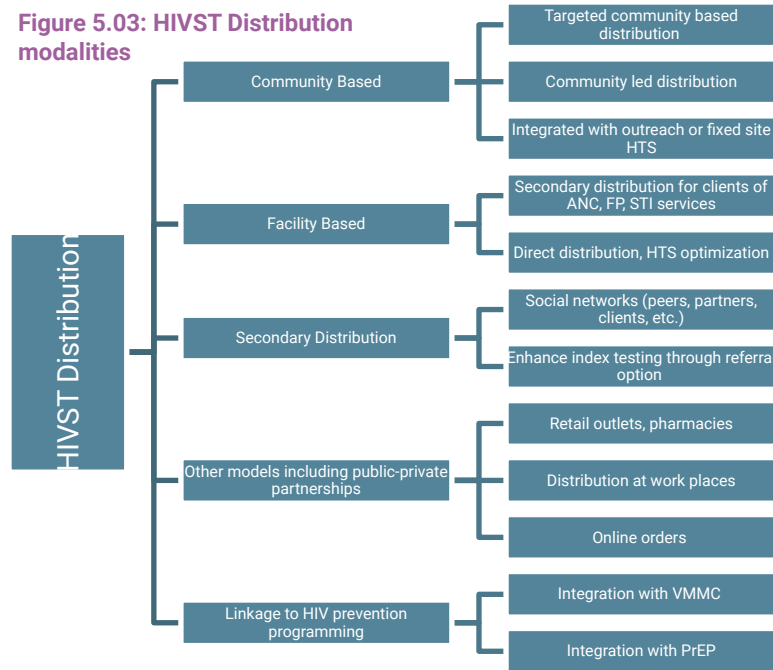 Figure 5.03: HIVST Distribution
modalities
HIVST Distribution
Community Based
Targeted community based
distribution
Community led distribution
Integrated with outreach or fixed site
HTS
Facility Based
Secondary distribution for clients of
ANC, FP, STI services
Direct distribution, HTS optimization
Secondary Distribution
Social networks (peers, partners,
clients, etc.)
Enhance index testing through referra
option
Other models including public-private
partnerships
Retail outlets, pharmacies
Distribution at work places
Online orders
Linkage to HIV prevention
programming
Integration with VMMC
Integration with PrEP